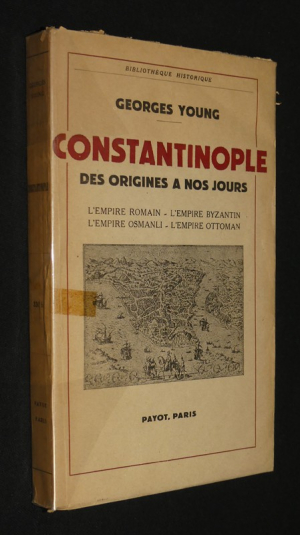 BIBLIOTHÈQUE HISTORIQUE
GEORGES YOUNG
CONSTANTINOPLE
DES ORIGINES A NOS JOURS
L'EMPIRE ROMAIN - L'EMPIRE BYZANTIN
L'EMPIRE OSMANLI - L'EMPIRE OTTOMAN
PAYOT, PARIS